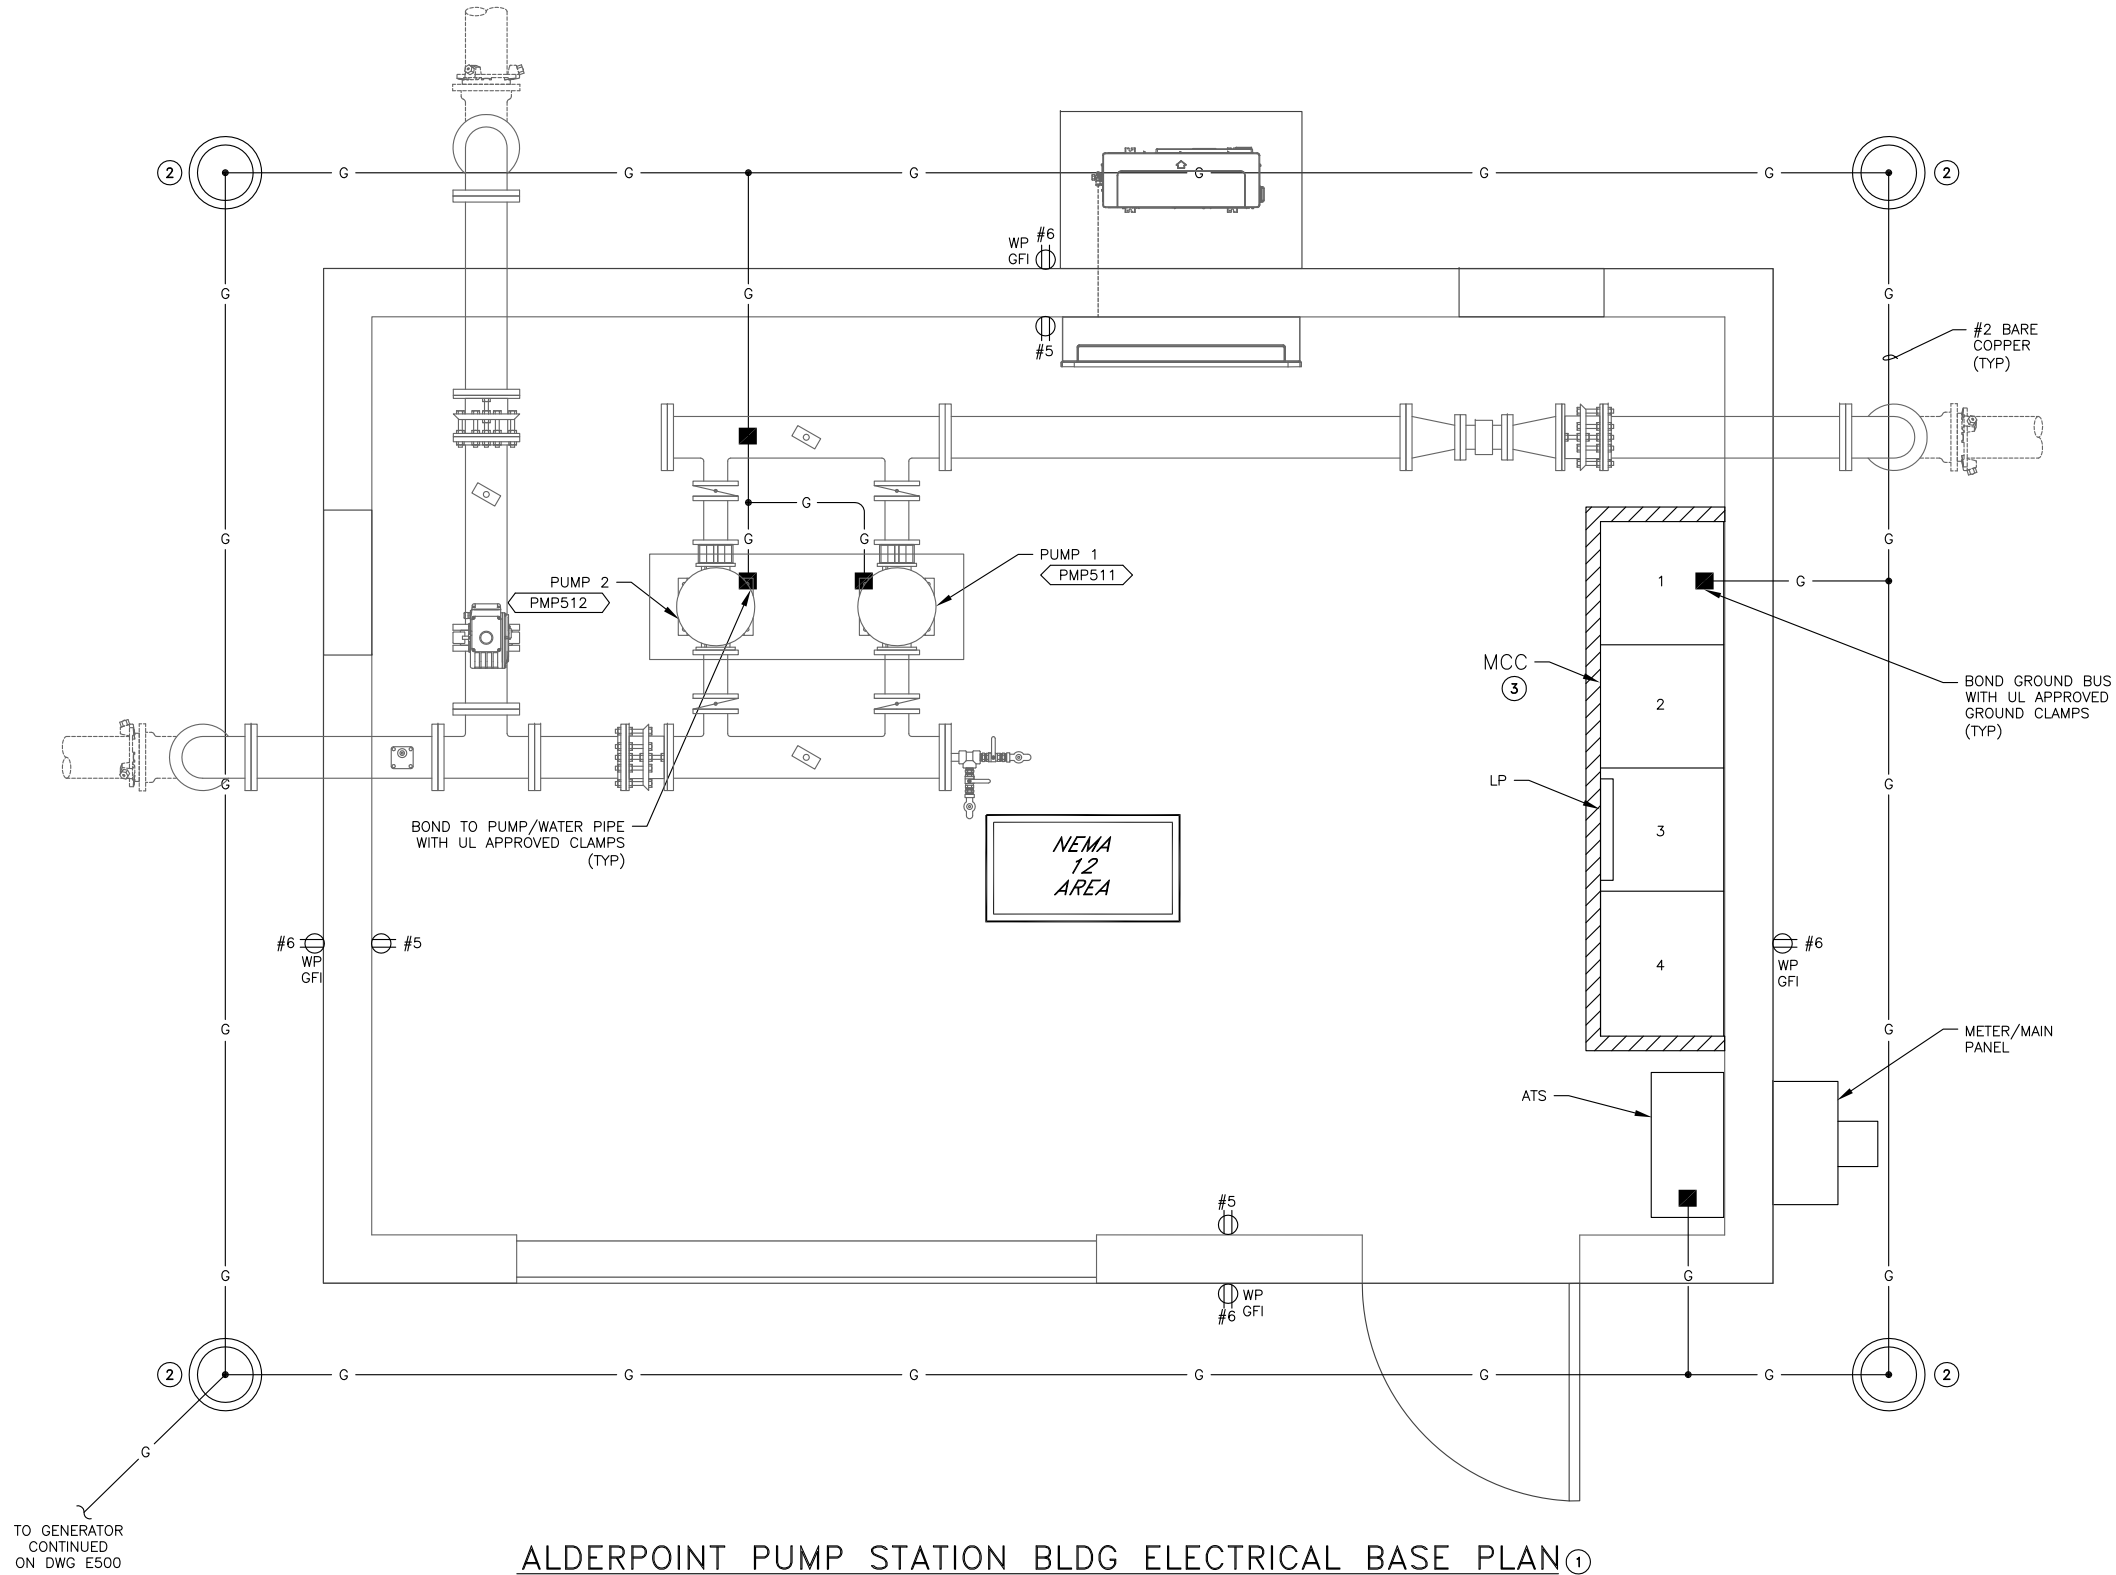 2
G
G
G
G
G
G
2
#6
WP
GFI
G
G
G
#5
#2 BARE
COPPER
(TYP)
G
G
G
G
G
PUMP 1
PMP511
PUMP 2
PMP512
1
G
MCC
3
2
BOND GROUND BUS
WITH UL APPROVED
GROUND CLAMPS
(TYP)
G
G
LP
BOND TO PUMP/WATER PIPE
WITH UL APPROVED CLAMPS
(TYP)
3
NEMA
12
AREA
#6
WP
GFI
#5
4
#6
WP
GFI
G
G
METER/MAIN
PANEL
ATS
#5
G
G
G
#6
WP
GFI
2
G
G
G
G
G
G
2
G
TO GENERATOR
CONTINUED
ON DWG E500
ALDERPOINT PUMP STATION BLDG ELECTRICAL BASE PLAN 1